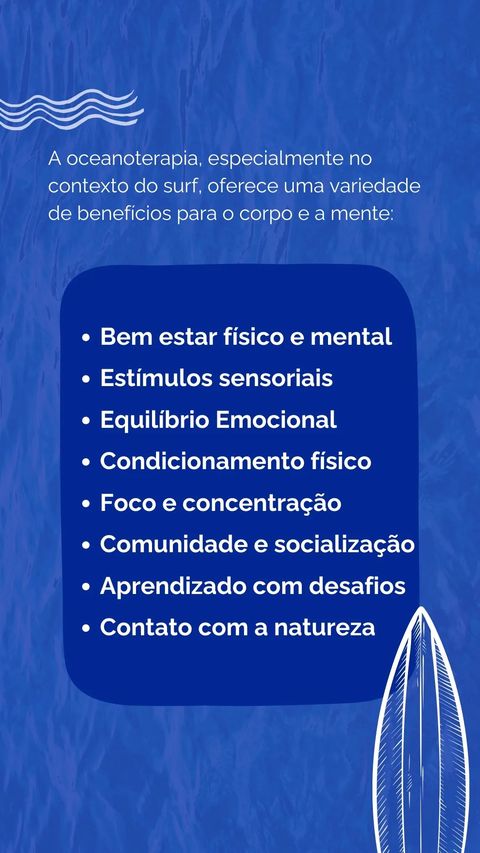 A oceanoterapia, especialmente no
contexto do surf, oferece uma variedade
de benefícios para o corpo e a mente:
• Bem estar físico e mental
• Estímulos sensoriais
• Equilíbrio Emocional
• Condicionamento físico
• Foco e concentração
• Comunidade e socialização
• Aprendizado com desafios
• Contato com a natureza